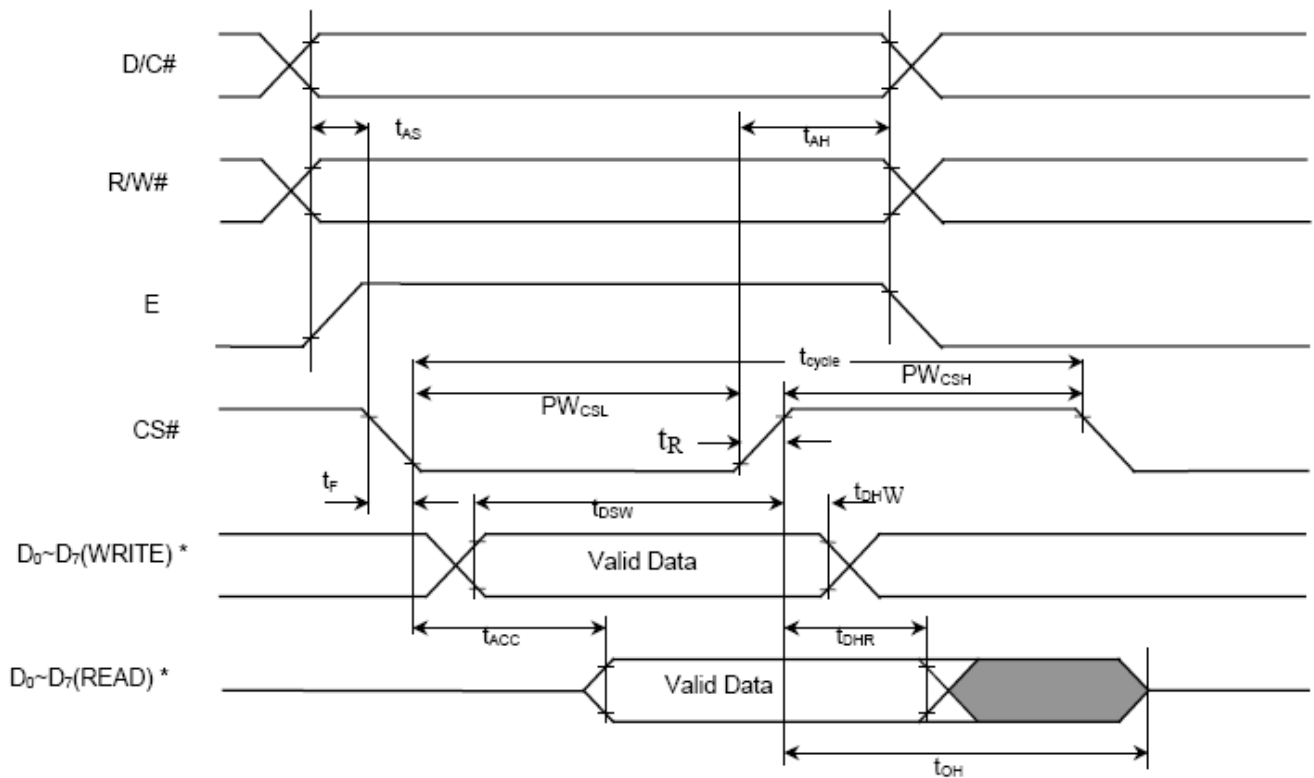 D/C#
tAS
tAH
R/W#
E
tcycle
PWCSL
PWCSH
CS#
tR
tF
tDSW
tDHW
D0~D7(WRITE) *
Valid Data
tACC
tDHR
D0~D7(READ) *
Valid Data
tOH